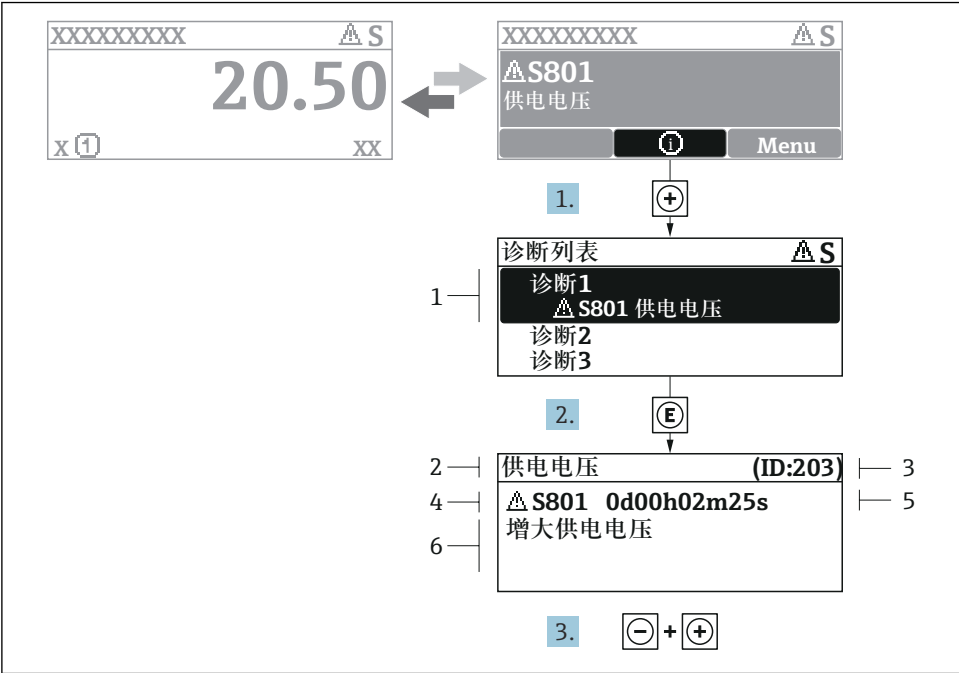 XXXXXXXXX S
20.50
X 1 XX
XXXXXXXXX S
S801
供电电压
i Menu
1. +
诊断列表 S
1 诊断1
S801 供电电压
诊断2
诊断3
2. E
2 供电电压 (ID:203) 3
4 S801 0d00h02m25s 5
6 增大供电电压
3. - + +